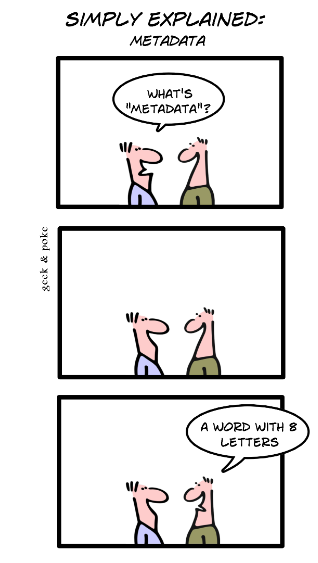 SIMPLY EXPLAINED:
METADATA
WHAT'S
"METADATA"?
geek & poke
A WORD WITH 8
LETTERS